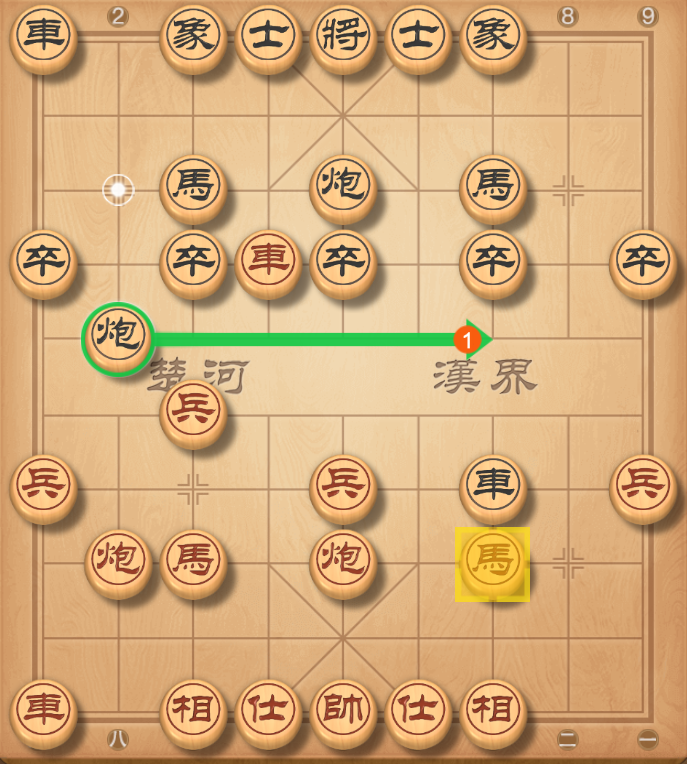 2 8 9
車 象 士 將 士 象
馬 炮 馬
卒 卒 車 卒 卒 卒
炮 1
楚河 漢界
兵
兵 兵 車 兵
炮 馬 炮 馬
車 相 仕 帥 仕 相
八 二 一